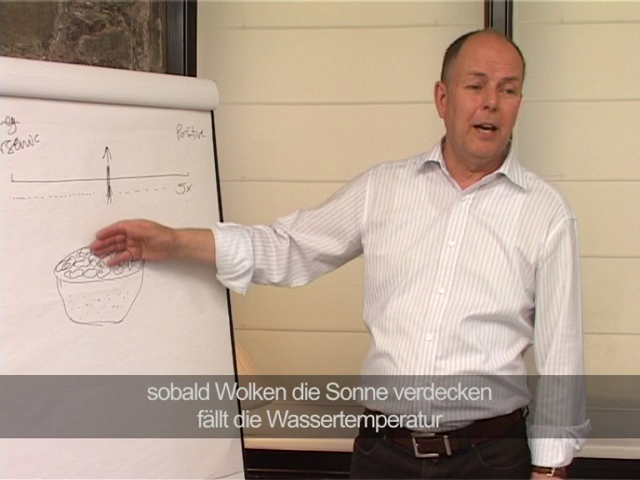 Positive
5x
sobald Wolken die Sonne verdecken
fällt die Wassertemperatur